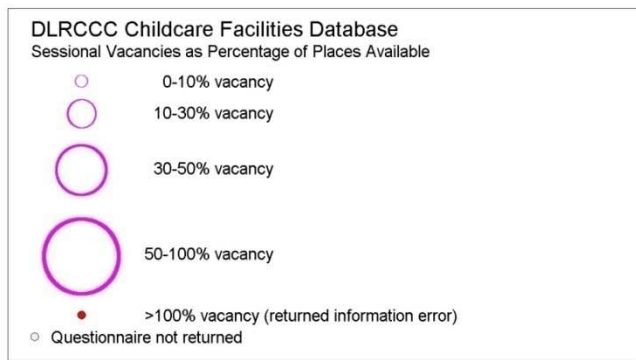 DLRCCC Childcare Facilities Database
Sessional Vacancies as Percentage of Places Available
0-10% vacancy
10-30% vacancy
30-50% vacancy
50-100% vacancy
>100% vacancy (returned information error)
Questionnaire not returned